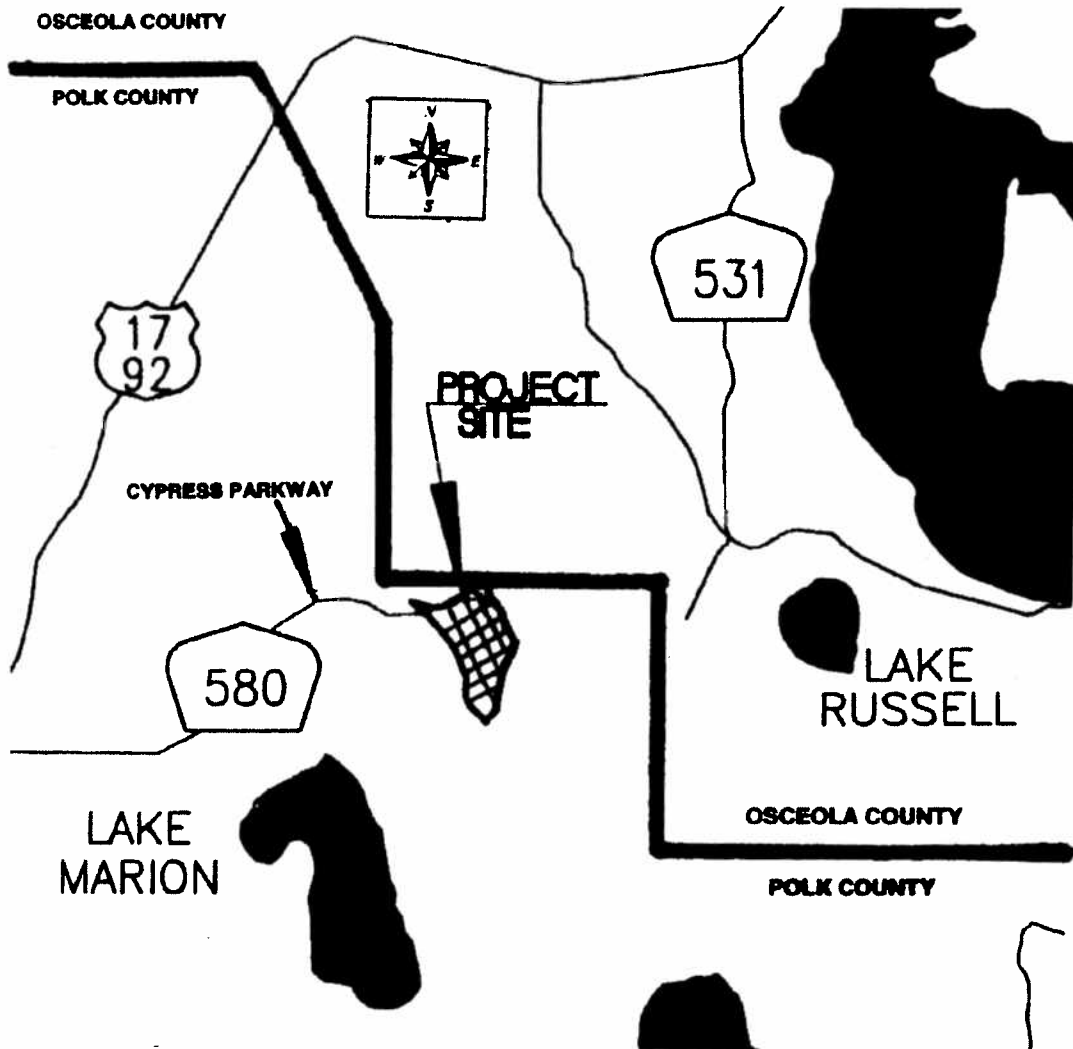 OSCEOLA COUNTY
POLK COUNTY
N
W E
S
531
17
92
PROJECT
SITE
CYPRESS PARKWAY
580
LAKE
RUSSELL
LAKE
MARION
OSCEOLA COUNTY
POLK COUNTY